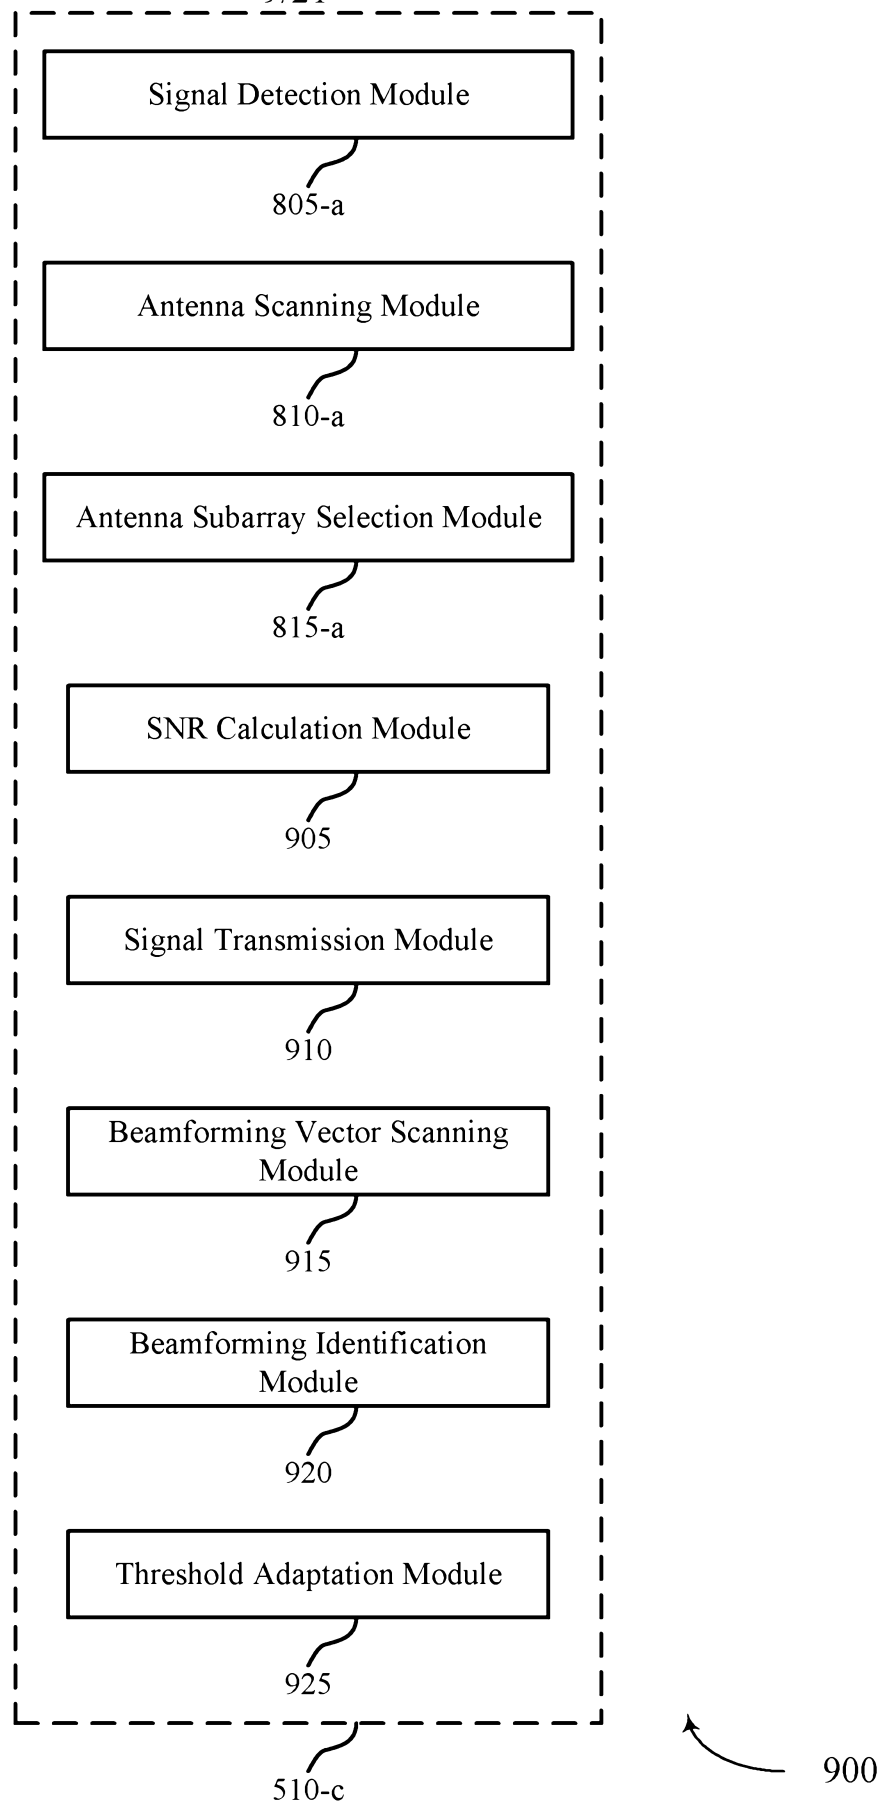 Signal Detection Module
805-a
Antenna Scanning Module
810-a
Antenna Subarray Selection Module
815-a
SNR Calculation Module
905
Signal Transmission Module
910
Beamforming Vector Scanning
Module
915
Beamforming Identification
Module
920
Threshold Adaptation Module
925
510-c
900